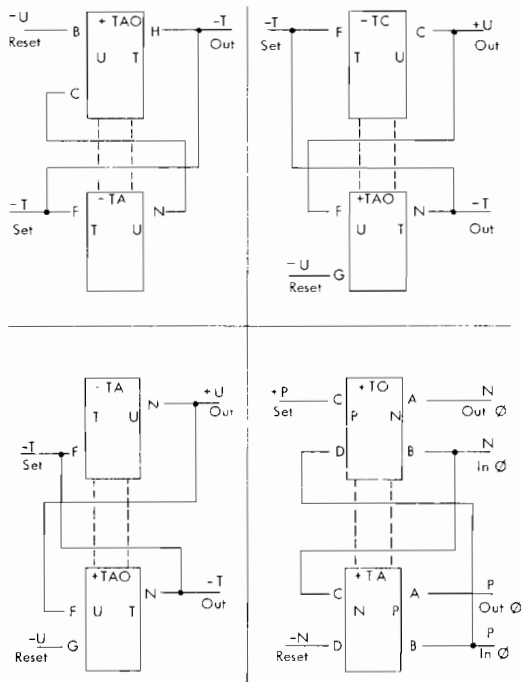 -U
Reset
B
+ TAO
H
-T
Out
U T
C
- TA
-T
Set
F
N
T U
-T
Set
F
- TC
C
+U
Out
T U
+TAO
F
N
-T
Out
U T
-U
Reset
G
- TA
N
+U
Out
T U
-T
Set
F
+TAO
N
-T
Out
F
U T
-U
Reset
G
+P
Set
C
+TO
A
N
Out Ø
P N
D
B
N
In Ø
+ TA
C
A
P
Out Ø
N P
-N
Reset
D
B
P
In Ø